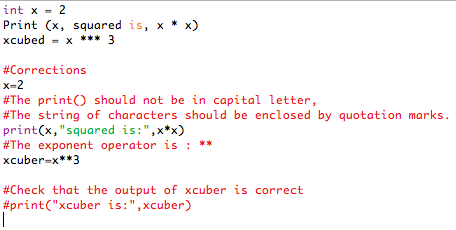 int x = 2
Print (x, squared is, x * x)
xcubed = x *** 3
#Corrections
x=2
#The print() should not be in capital letter,
#The string of characters should be enclosed by quotation marks.
print(x,"squared is:",x*x)
#The exponent operator is : **
xcuber=x**3
#Check that the output of xcuber is correct
#print("xcuber is:",xcuber)